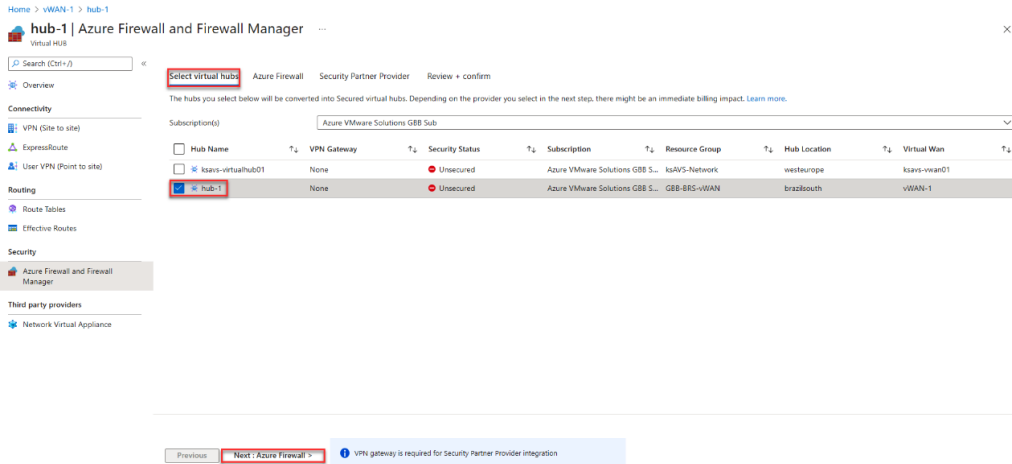 Home > vWAN-1 > hub-1
hub-1 | Azure Firewall and Firewall Manager ...
Virtual HUB
Search (Ctrl+/)
«
Overview
Connectivity
VPN (Site to site)
ExpressRoute
User VPN (Point to site)
Routing
Route Tables
Effective Routes
Security
Azure Firewall and Firewall
Manager
Third party providers
Network Virtual Appliance
Select virtual hubs Azure Firewall Security Partner Provider Review + confirm
The hubs you select below will be converted into Secured virtual hubs. Depending on the provider you select in the next step, there might be an immediate billing impact. Learn more.
Subscription(s) Azure VMware Solutions GBB Sub
Hub Name VPN Gateway Security Status Subscription Resource Group Hub Location Virtual Wan
ksavs-virtualhub01 None Unsecured Azure VMware Solutions GBB S... ksAVS-Network westeurope ksavs-vwan01
hub-1 None Unsecured Azure VMware Solutions GBB S... GBB-BRS-vWAN brazilsouth vWAN-1
Previous Next : Azure Firewall > VPN gateway is required for Security Partner Provider integration